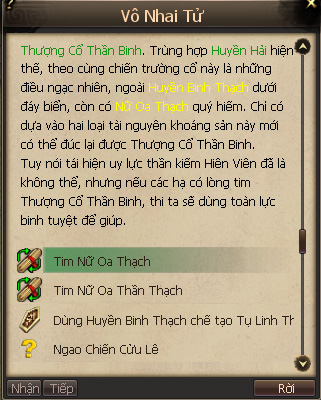 Vô Nhai Tử
Thượng Cổ Thần Binh. Trùng hợp Huyền Hải hiện
thế, theo cùng chiến trường cổ này là những
điều ngạc nhiên, ngoài Huyền Binh Thạch dưới
đáy biển, còn có Nữ Oa Thạch quý hiếm. Chỉ có
dựa vào hai loại tài nguyên khoáng sản này mới
có thể đúc lại được Thượng Cổ Thần Binh.
Tuy nói tái hiện uy lực thần kiếm Hiên Viên đã là
không thể, nhưng nếu các hạ có lòng tìm
Thượng Cổ Thần Binh, thì ta sẽ dùng toàn lực
binh tuyệt để giúp.
Tìm Nữ Oa Thạch
Tìm Nữ Oa Thần Thạch
Dùng Huyền Binh Thạch chế tạo Tụ Linh Th
Ngao Chiến Cửu Lê
Nhận Tiếp Rời